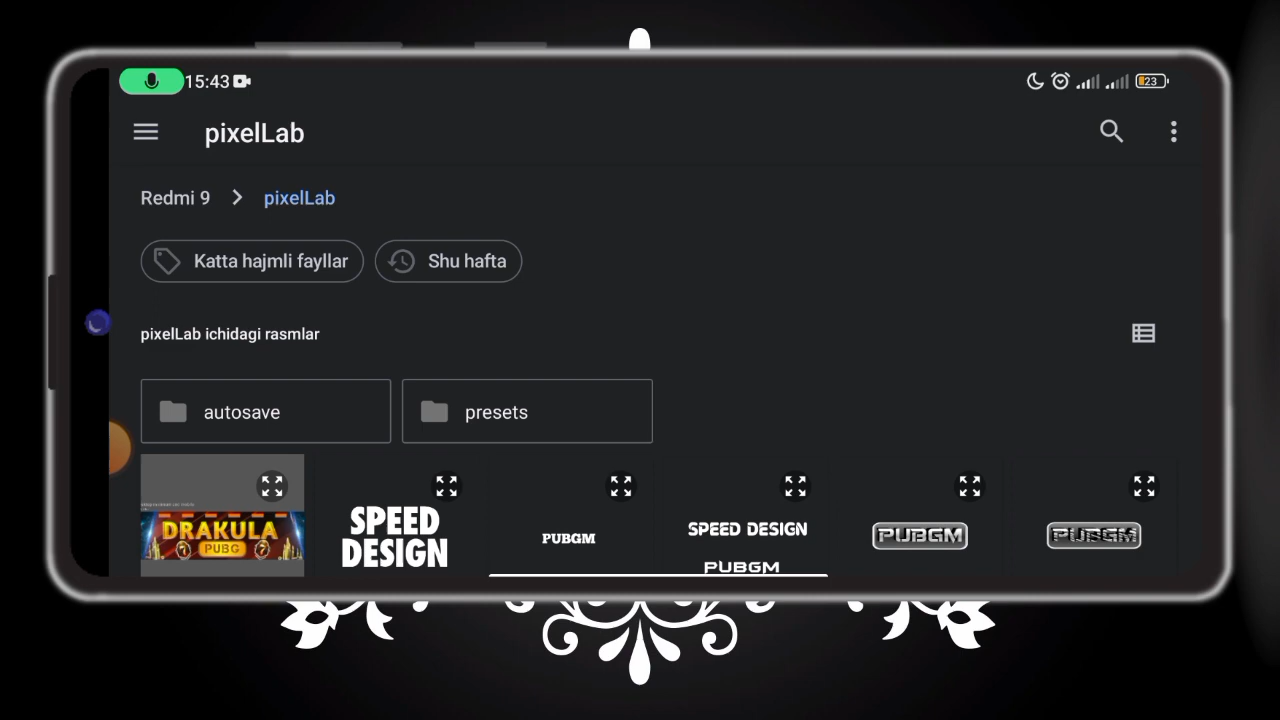 15:43
23
pixelLab
Redmi 9 pixelLab
Katta hajmli fayllar Shu hafta
pixelLab ichidagi rasmlar
autosave presets
DRAKULA
PUBG
SPEED
DESIGN
PUBGM
SPEED DESIGN
PUBGM
PUBGM
PUBGM